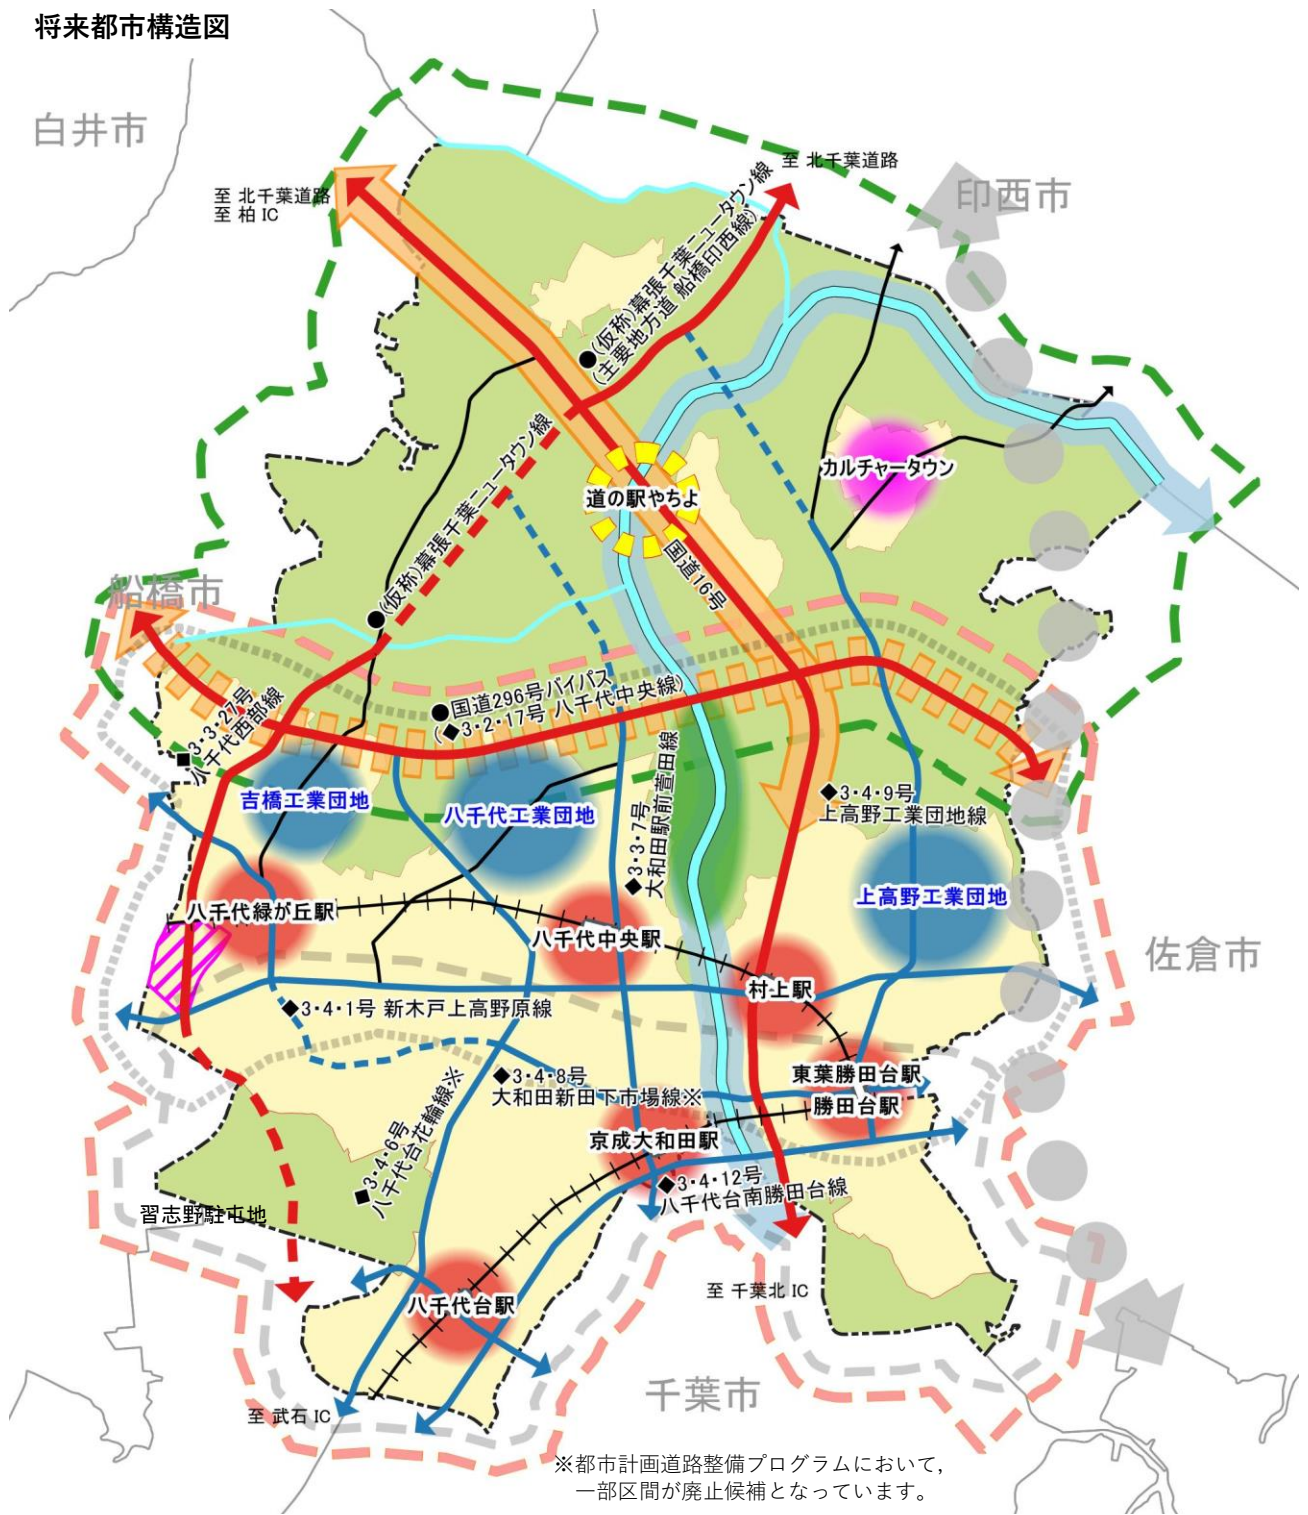 将来都市構造図
白井市
至 北千葉道路
印西市
至 北千葉道路
至 柏 IC
(仮称)幕張千葉ニュータウン線
(主要地方道 船橋印西線)
カルチャータウン
道の駅やちよ
(仮称)幕張千葉ニュータウン線
国道16号
船橋市
国道296号バイパス
(◆3・2・17号 八千代中央線)
3・3・27号
八千代西部線
吉橋工業団地
八千代工業団地
◆3・3・7号
大和田駅前萱田線
◆3・4・9号
上高野工業団地線
上高野工業団地
八千代緑が丘駅
八千代中央駅
佐倉市
村上駅
◆3・4・1号 新木戸上高野原線
◆3・4・8号
大和田新田下市場線※
東葉勝田台駅
勝田台駅
3・4・6号
八千代台花輪線※
京成大和田駅
◆3・4・12号
八千代台南勝田台線
習志野駐屯地
至 千葉北 IC
八千代台駅
千葉市
至 武石 IC
※都市計画道路整備プログラムにおいて,
一部区間が廃止候補となっています。